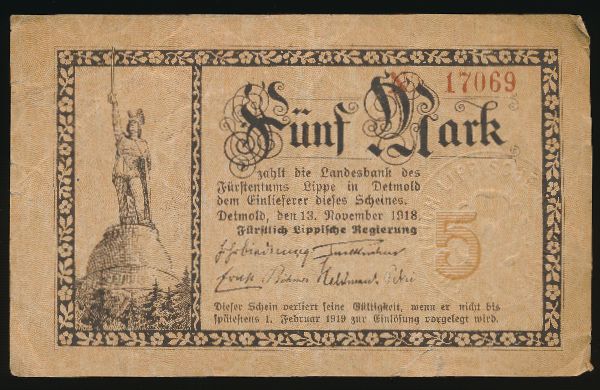 № 17069
Fünf Mark
zahlt die Landesbank des
Fürstentums Lippe in Detmold
dem Einlieferer dieses Scheines.
Detmold, den 13. November 1918.
Fürstlich Lippische Regierung
5
Dieser Schein verliert seine Gültigkeit, wenn er nicht bis
spätestens 1. Februar 1919 zur Einlösung vorgelegt wird.